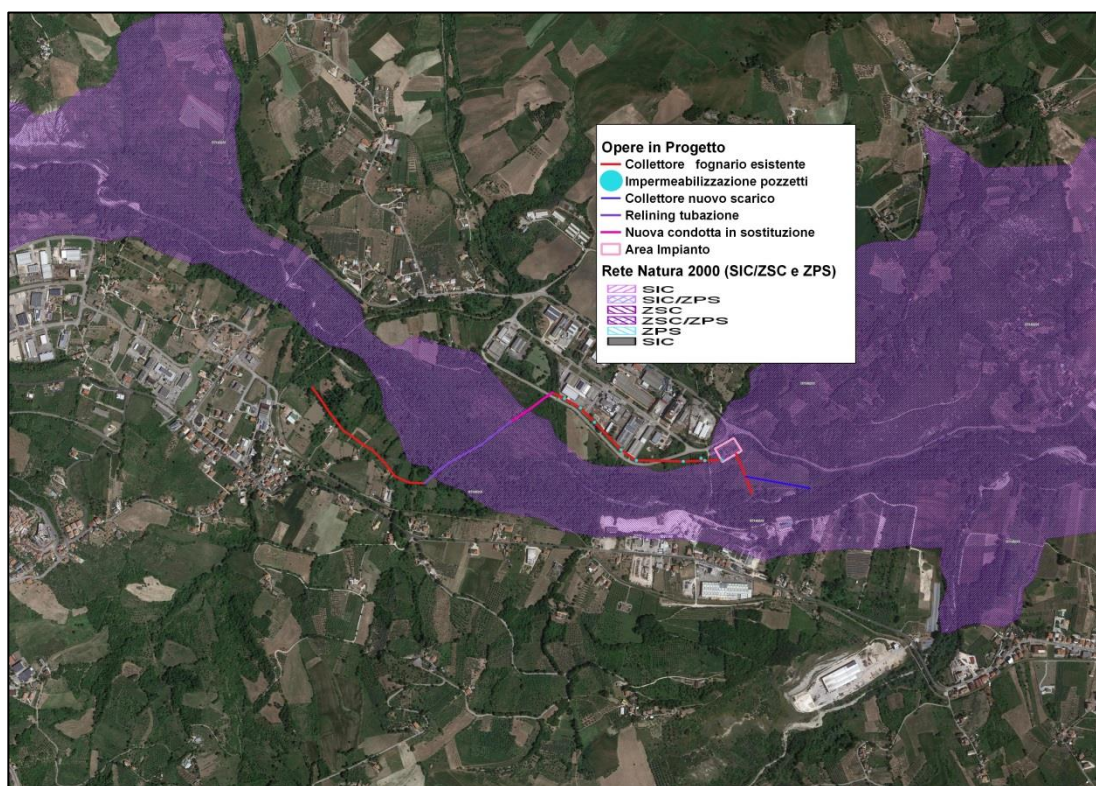 Opere in Progetto
Collettore fognario esistente
Impermeabilizzazione pozzetti
Collettore nuovo scarico
Relining tubazione
Nuova condotta in sostituzione
Area Impianto
Rete Natura 2000 (SIC/ZSC e ZPS)
SIC
SIC/ZPS
ZSC
ZSC/ZPS
ZPS
SIC